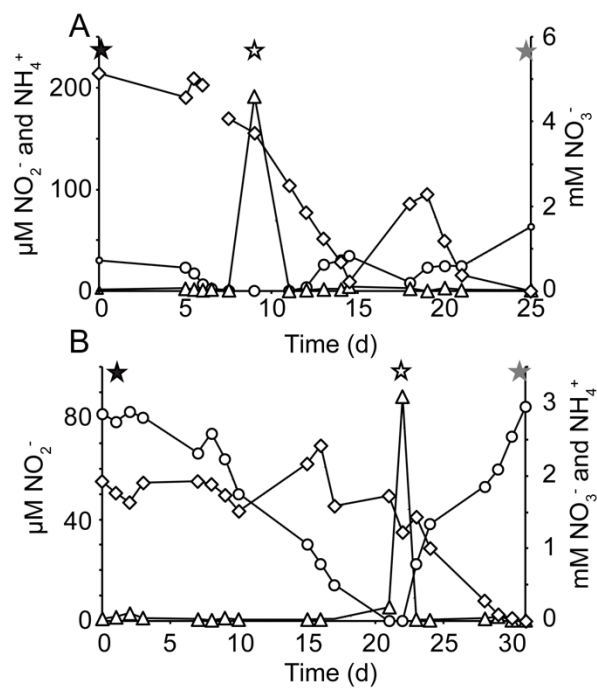 A
µM NO₂⁻ and NH₄⁺
200
100
0
6
4
2
0
mM NO₃⁻
0 5 10 15 20 25
Time (d)
B
µM NO₂⁻
80
40
0
3
2
1
0
mM NO₃⁻ and NH₄⁺
0 5 10 15 20 25 30
Time (d)